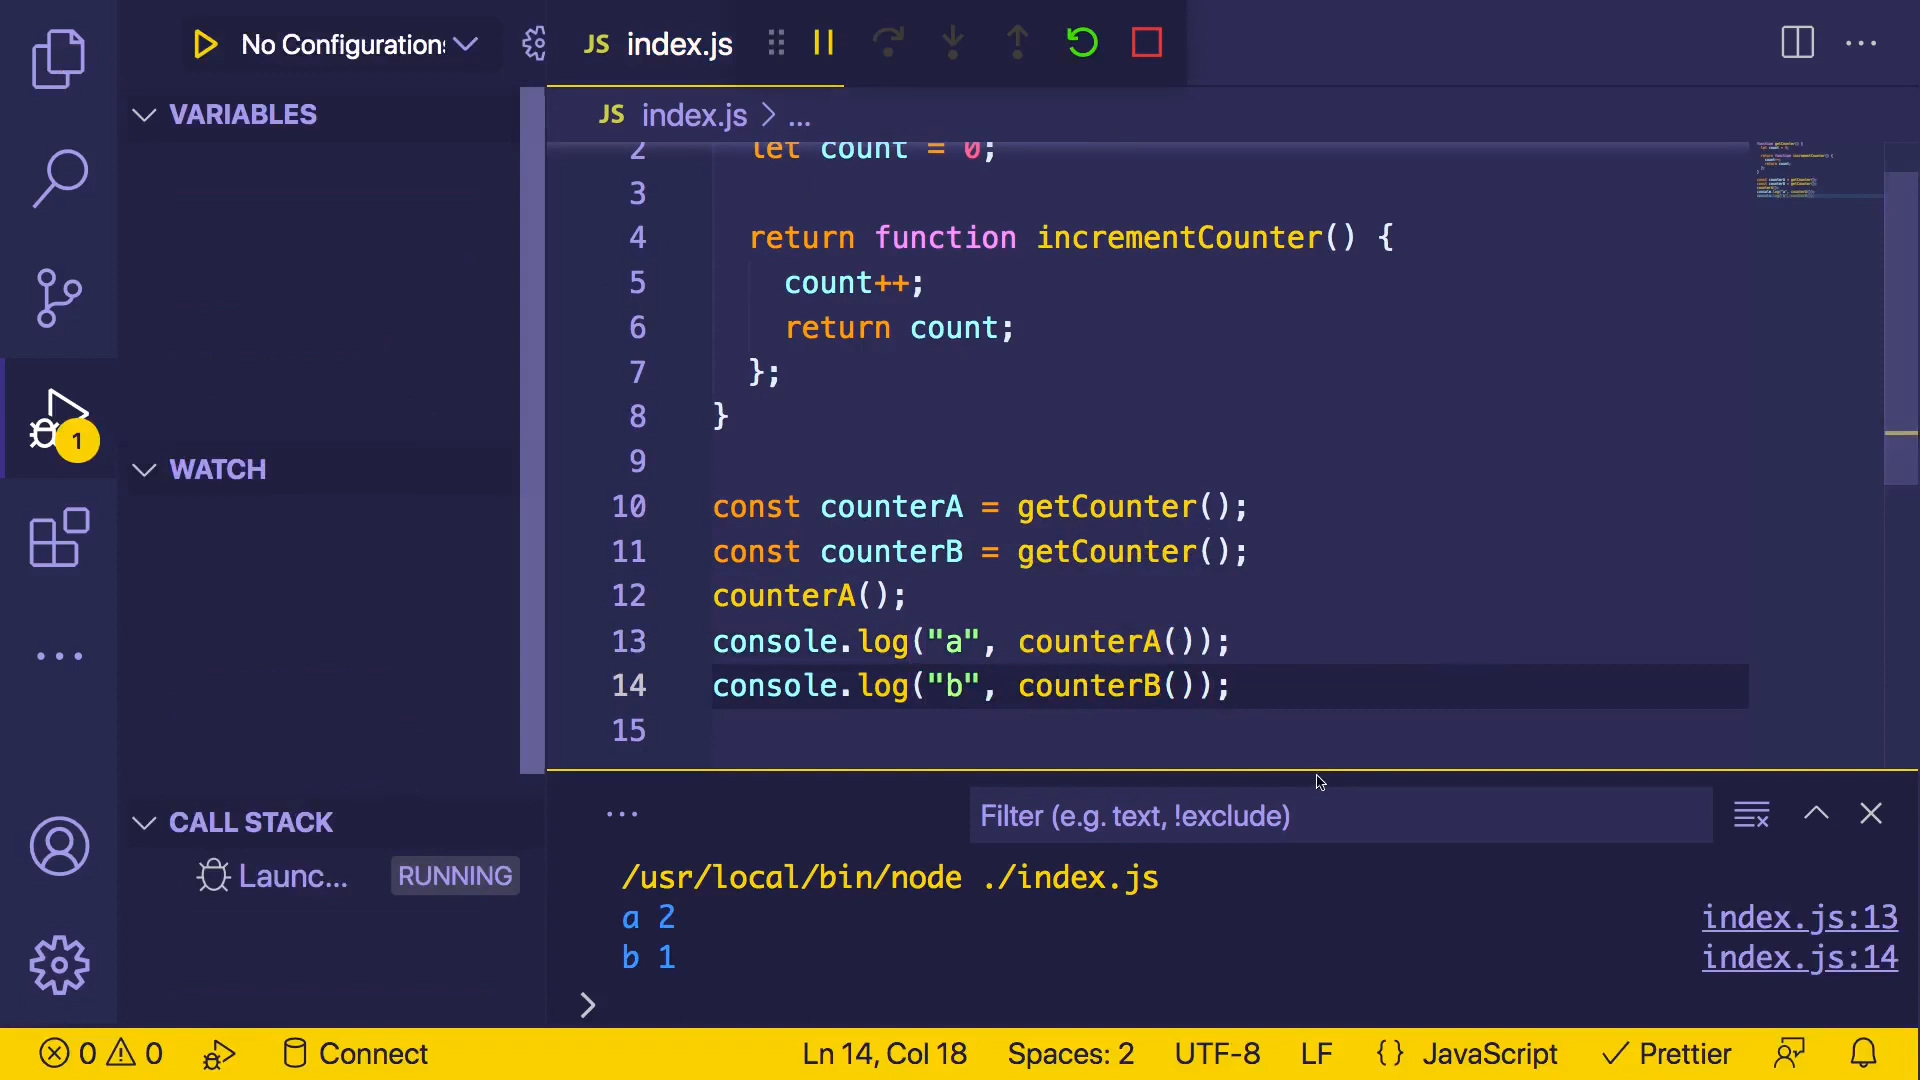 No Configuration
JS index.js
VARIABLES
JS index.js > ...
2 let count = 0;
3
4 return function incrementCounter() {
5 count++;
6 return count;
7 };
8 }
9
10 const counterA = getCounter();
11 const counterB = getCounter();
12 counterA();
13 console.log("a", counterA());
14 console.log("b", counterB());
15
1
WATCH
CALL STACK
Launc... RUNNING
Filter (e.g. text, !exclude)
/usr/local/bin/node ./index.js
a 2 index.js:13
b 1 index.js:14
>
0 0 Connect Ln 14, Col 18 Spaces: 2 UTF-8 LF {} JavaScript ✓ Prettier